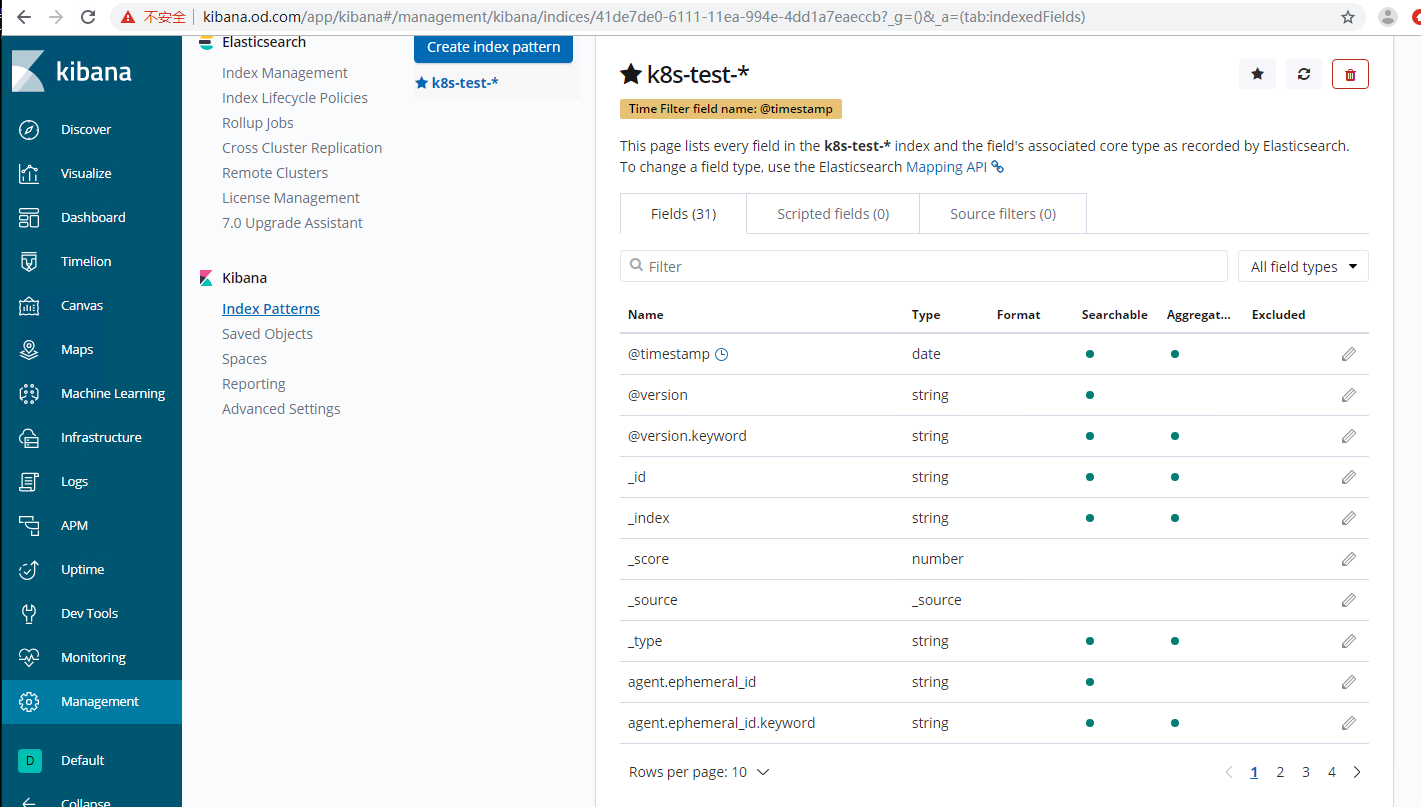 不安全 kibana.od.com/app/kibana#/management/kibana/indices/41de7de0-6111-11ea-994e-4dd1a7eaeccb?_g=()&_a=(tab:indexedFields)
kibana
Discover
Visualize
Dashboard
Timelion
Canvas
Maps
Machine Learning
Infrastructure
Logs
APM
Uptime
Dev Tools
Monitoring
Management
D Default
Collapse
Elasticsearch
Index Management
Index Lifecycle Policies
Rollup Jobs
Cross Cluster Replication
Remote Clusters
License Management
7.0 Upgrade Assistant
Kibana
Index Patterns
Saved Objects
Spaces
Reporting
Advanced Settings
Create index pattern
k8s-test-*
k8s-test-*
Time Filter field name: @timestamp
This page lists every field in the k8s-test-* index and the field's associated core type as recorded by Elasticsearch.
To change a field type, use the Elasticsearch Mapping API
Fields (31) Scripted fields (0) Source filters (0)
Filter All field types
Name Type Format Searchable Aggregat... Excluded
@timestamp date
@version string
@version.keyword string
_id string
_index string
_score number
_source _source
_type string
agent.ephemeral_id string
agent.ephemeral_id.keyword string
Rows per page: 10 1 2 3 4